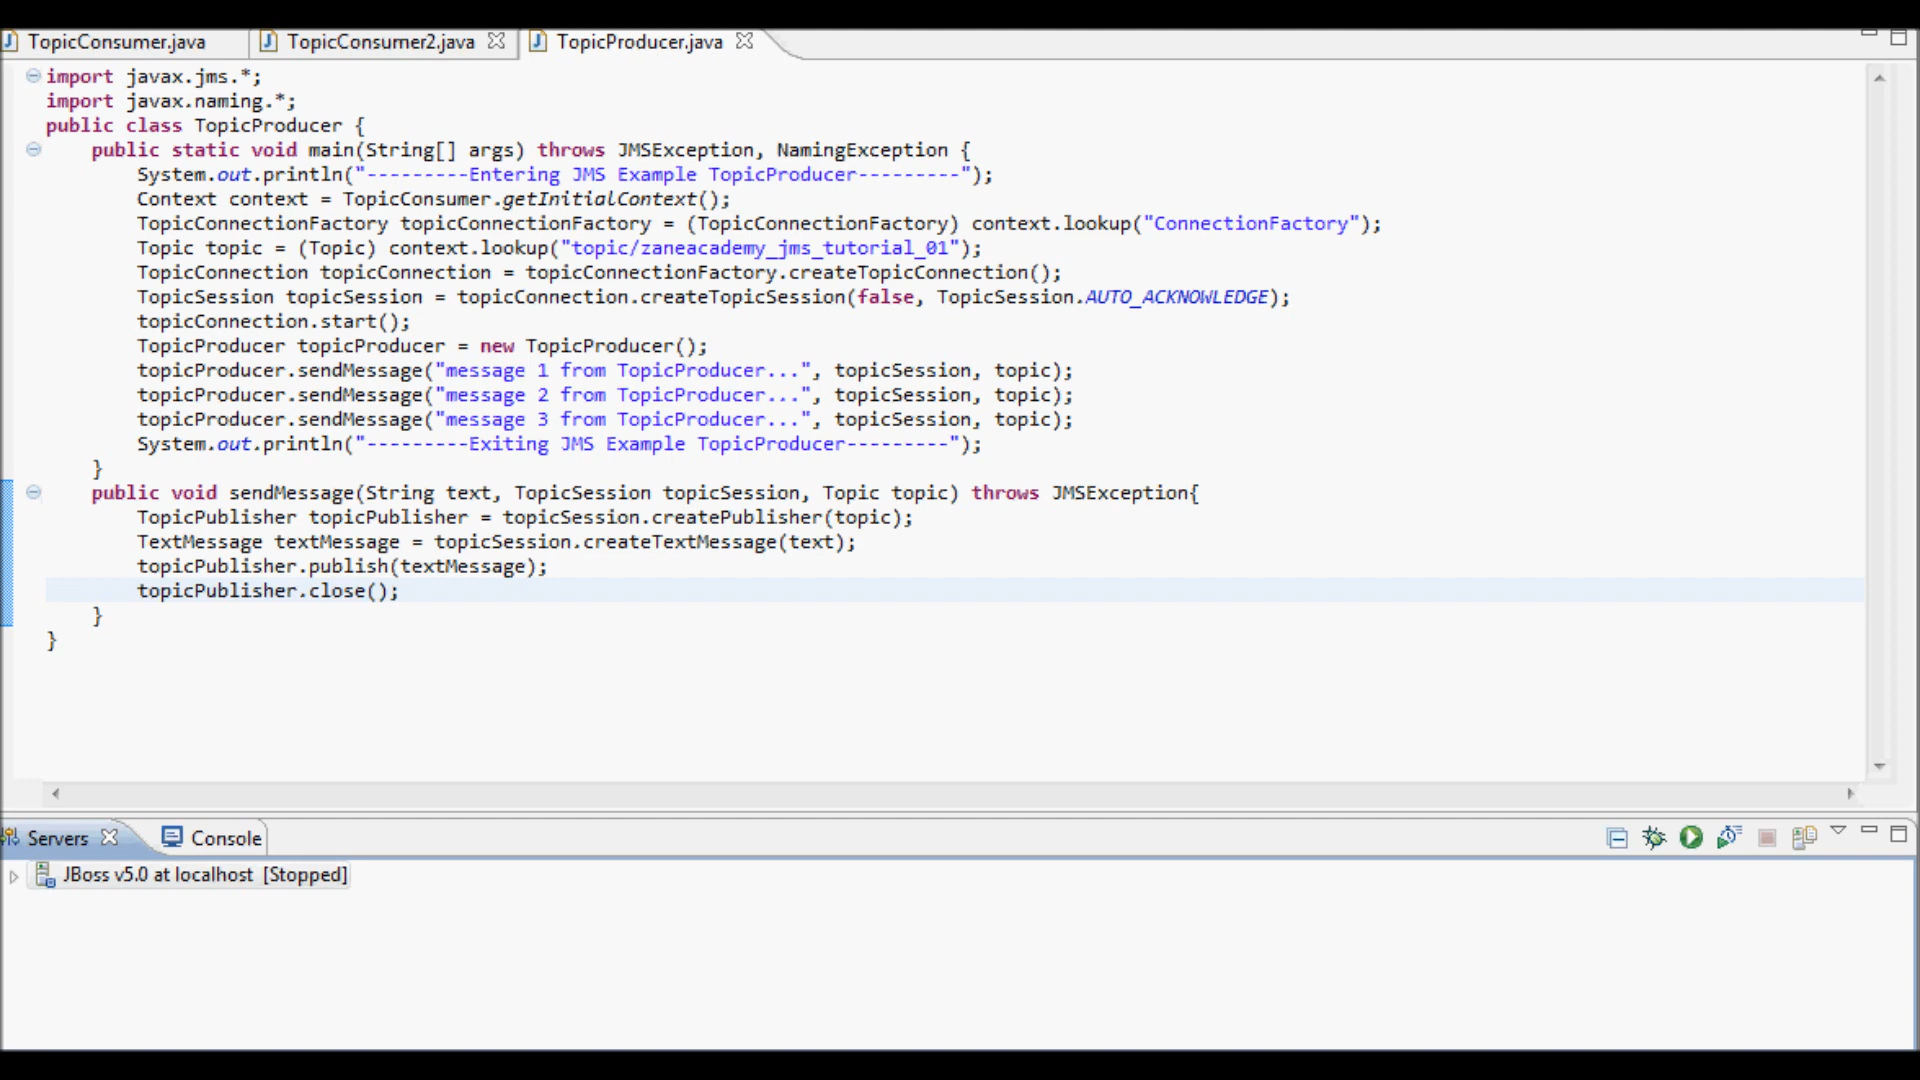 TopicConsumer.java TopicConsumer2.java TopicProducer.java
import javax.jms.*;
import javax.naming.*;
public class TopicProducer {
public static void main(String[] args) throws JMSException, NamingException {
System.out.println("---------Entering JMS Example TopicProducer---------");
Context context = TopicConsumer.getInitialContext();
TopicConnectionFactory topicConnectionFactory = (TopicConnectionFactory) context.lookup("ConnectionFactory");
Topic topic = (Topic) context.lookup("topic/zaneacademy_jms_tutorial_01");
TopicConnection topicConnection = topicConnectionFactory.createTopicConnection();
TopicSession topicSession = topicConnection.createTopicSession(false, TopicSession.AUTO_ACKNOWLEDGE);
topicConnection.start();
TopicProducer topicProducer = new TopicProducer();
topicProducer.sendMessage("message 1 from TopicProducer...", topicSession, topic);
topicProducer.sendMessage("message 2 from TopicProducer...", topicSession, topic);
topicProducer.sendMessage("message 3 from TopicProducer...", topicSession, topic);
System.out.println("---------Exiting JMS Example TopicProducer---------");
}
public void sendMessage(String text, TopicSession topicSession, Topic topic) throws JMSException{
TopicPublisher topicPublisher = topicSession.createPublisher(topic);
TextMessage textMessage = topicSession.createTextMessage(text);
topicPublisher.publish(textMessage);
topicPublisher.close();
}
}
Servers Console
JBoss v5.0 at localhost [Stopped]